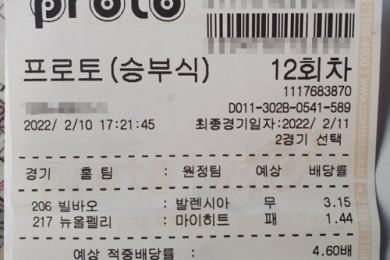 proto
프로토(승부식) 12회차
1117683870
D011-302B-0541-589
2022/ 2/10 17:21:45 최종경기일자:2022/ 2/11
2경기 선택
경기 홈 팀 : 원정팀 예상 배당률
206 빌바오 : 발렌시아 무 3.15
217 뉴올펠리 : 마이히트 패 1.44
예상 적중배당률 : 4.60배